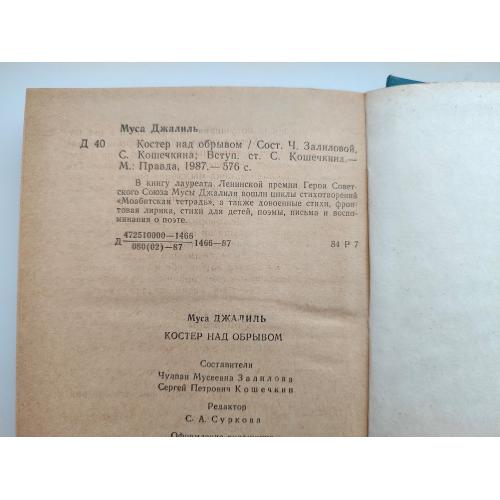 Муса Джалиль
Д 40 Костер над обрывом / Сост. Ч. Залиловой,
С. Кошечкина; Вступ. ст. С. Кошечкина.—
М.: Правда, 1987.— 576 с.
В книгу лауреата Ленинской премии Героя Совет-
ского Союза Мусы Джалиля вошли циклы стихотворений
«Моабитская тетрадь», а также довоенные стихи, фрон-
товая лирика, стихи для детей, поэмы, письма и воспо-
минания о поэте.
472510000—1466
Д 1466—87 84 Р 7
080(02)—87
Муса ДЖАЛИЛЬ
КОСТЕР НАД ОБРЫВОМ
Составители
Чулпан Мусеевна Залилова
Сергей Петрович Кошечкин
Редактор
С. А. Суркова
Оформление